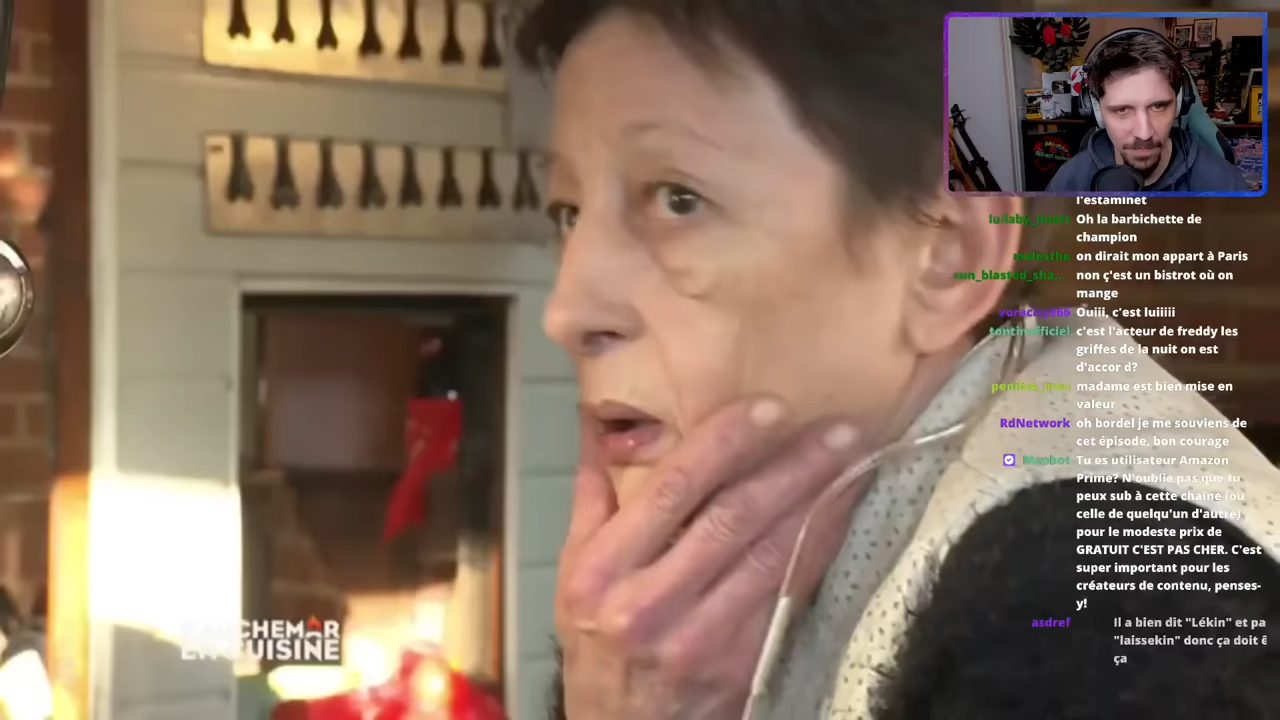 l'estaminet
Oh la barbichette de
champion
on dirait mon appart à Paris
non ç'est un bistrot où on
mange
Ouiii, c'est luiiiii
c'est l'acteur de freddy les
griffes de la nuit on est
d'accor d?
madame est bien mise en
valeur
RdNetwork oh bordel je me souviens de
cet épisode, bon courage
Tu es utilisateur Amazon
Prime? N'oublie pas que tu
peux sub à cette chaîne (ou
celle de quelqu'un d'autre)
pour le modeste prix de
GRATUIT C'EST PAS CHER. C'est
super important pour les
créateurs de contenu, penses-
y!
asdref Il a bien dit "Lékin" et pa
"laissekin" donc ça doit ê
ça
CAUCHEMAR
EN CUISINE